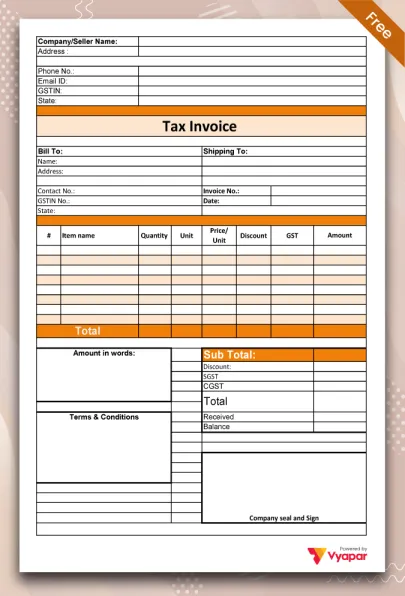 Free
Company/Seller Name:
Address :
Phone No.:
Email ID:
GSTIN:
State:
Tax Invoice
Bill To: Shipping To:
Name:
Address:
Contact No.: Invoice No.:
GSTIN No.: Date:
State:
# Item name Quantity Unit Price/ Unit Discount GST Amount
Total
Amount in words: Sub Total:
Discount:
SGST
CGST
Total
Terms & Conditions Received
Balance
Company seal and Sign
Powered by
Vyapar